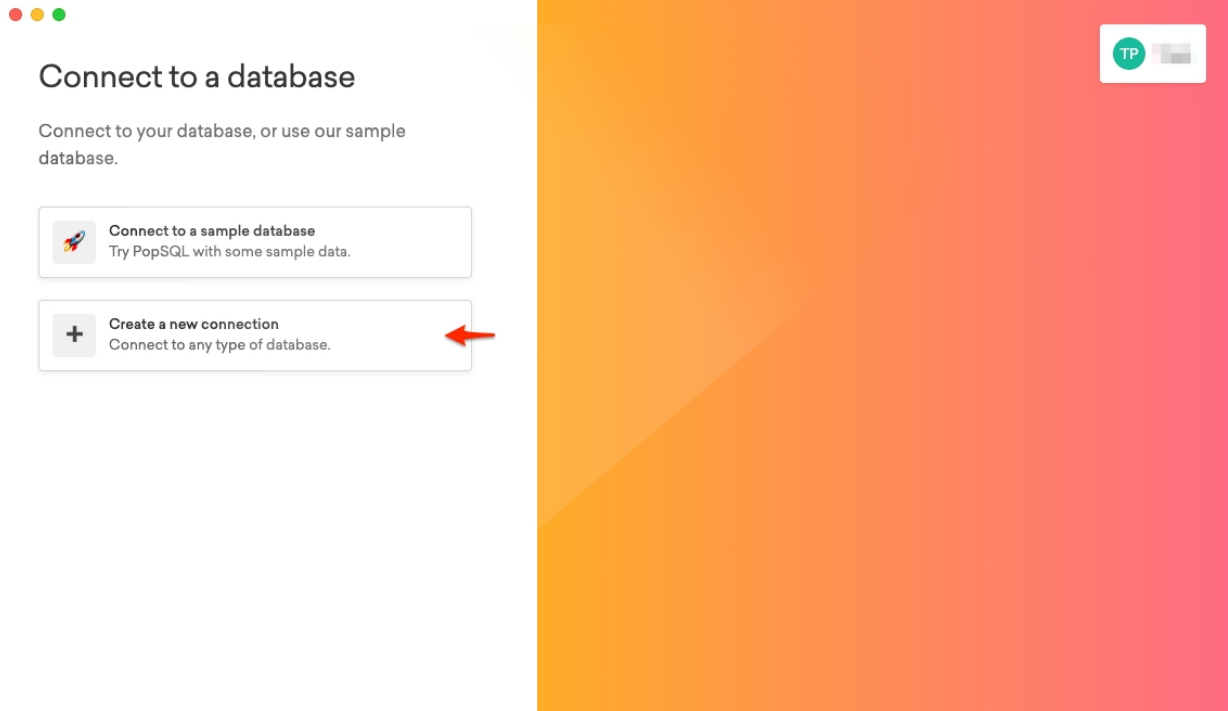 Connect to a database
Connect to your database, or use our sample
database.
Connect to a sample database
Try PopSQL with some sample data.
Create a new connection
Connect to any type of database.
TP